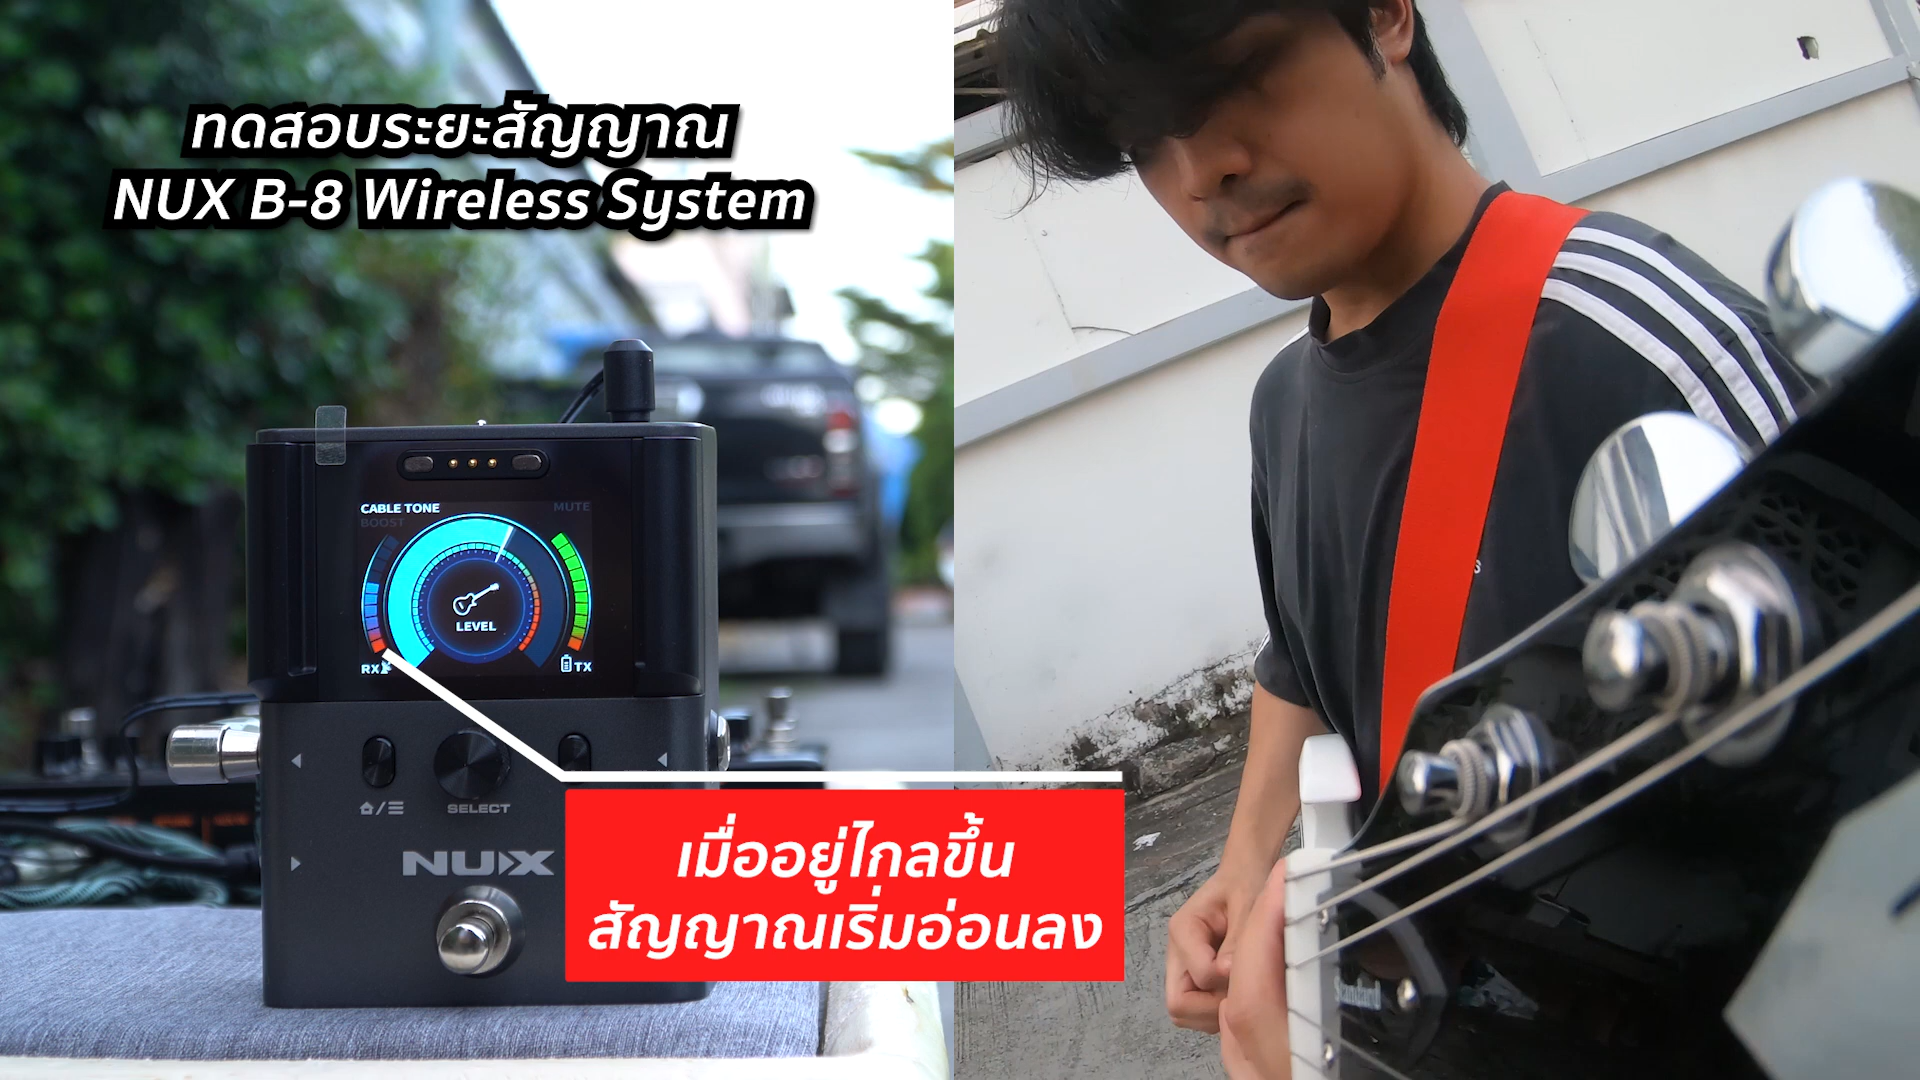 ทดสอบระยะสัญญาณ
NUX B-8 Wireless System
CABLE TONE
MUTE
BOOST
LEVEL
RX
TX
SELECT
NUX
เมื่ออยู่ไกลขึ้น
สัญญาณเริ่มอ่อนลง
Standard